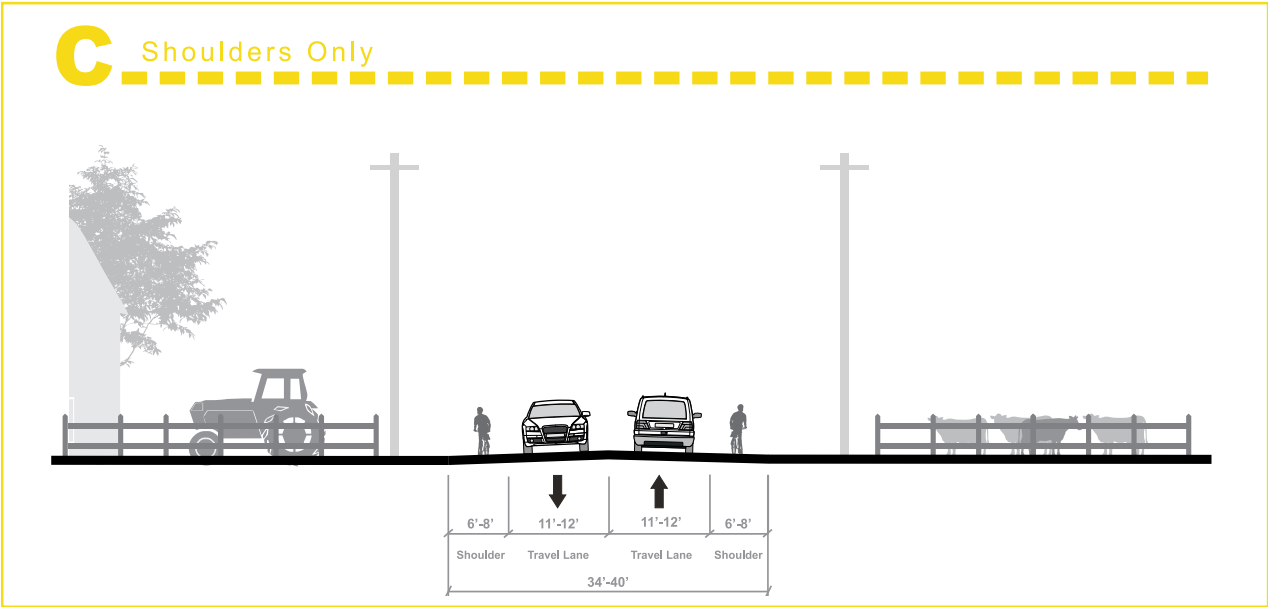 C Shoulders Only
6’-8’ 11’-12’ 11’-12’ 6’-8’
Shoulder Travel Lane Travel Lane Shoulder
34’-40’